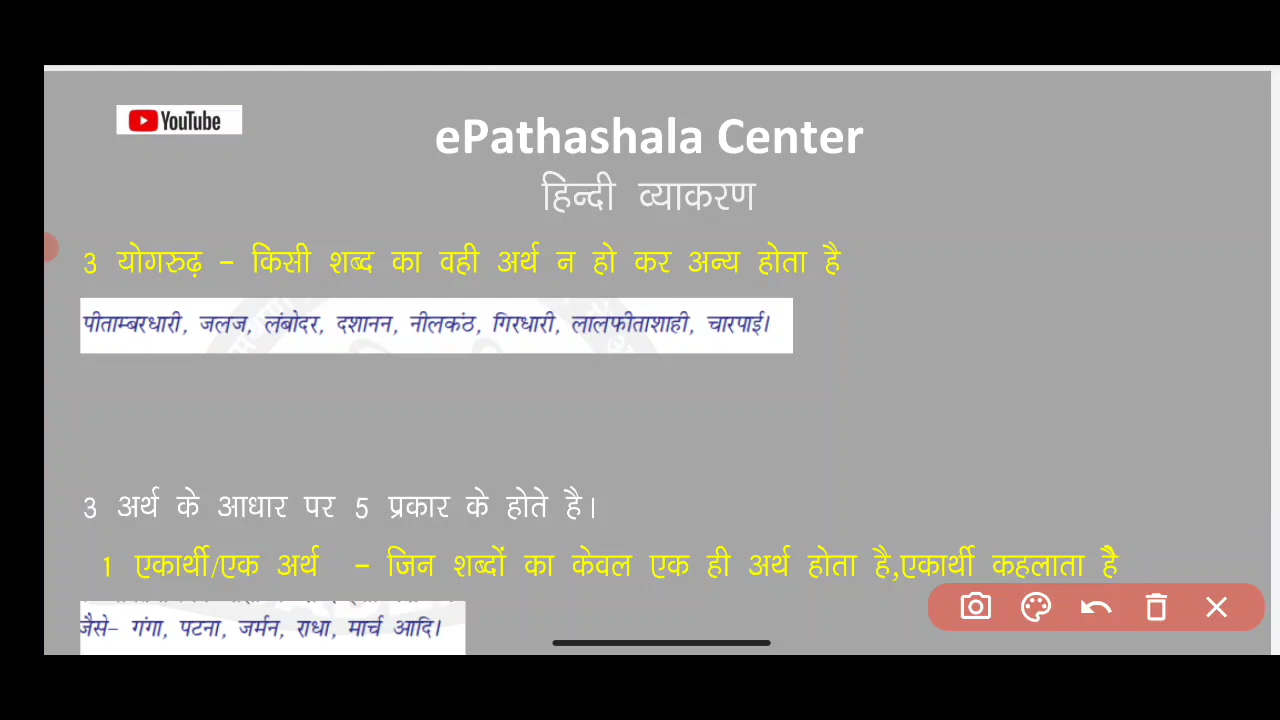 YouTube
ePathashala Center
हिन्दी व्याकरण
3 योगरुढ़ - किसी शब्द का वही अर्थ न हो कर अन्य होता है
पीताम्बरधारी, जलज, लंबोदर, दशानन, नीलकंठ, गिरधारी, लालफीताशाही, चारपाई।
3 अर्थ के आधार पर 5 प्रकार के होते है।
1 एकार्थी/एक अर्थ - जिन शब्दों का केवल एक ही अर्थ होता है,एकार्थी कहलाता है
जैसे- गंगा, पटना, जर्मन, राधा, मार्च आदि।